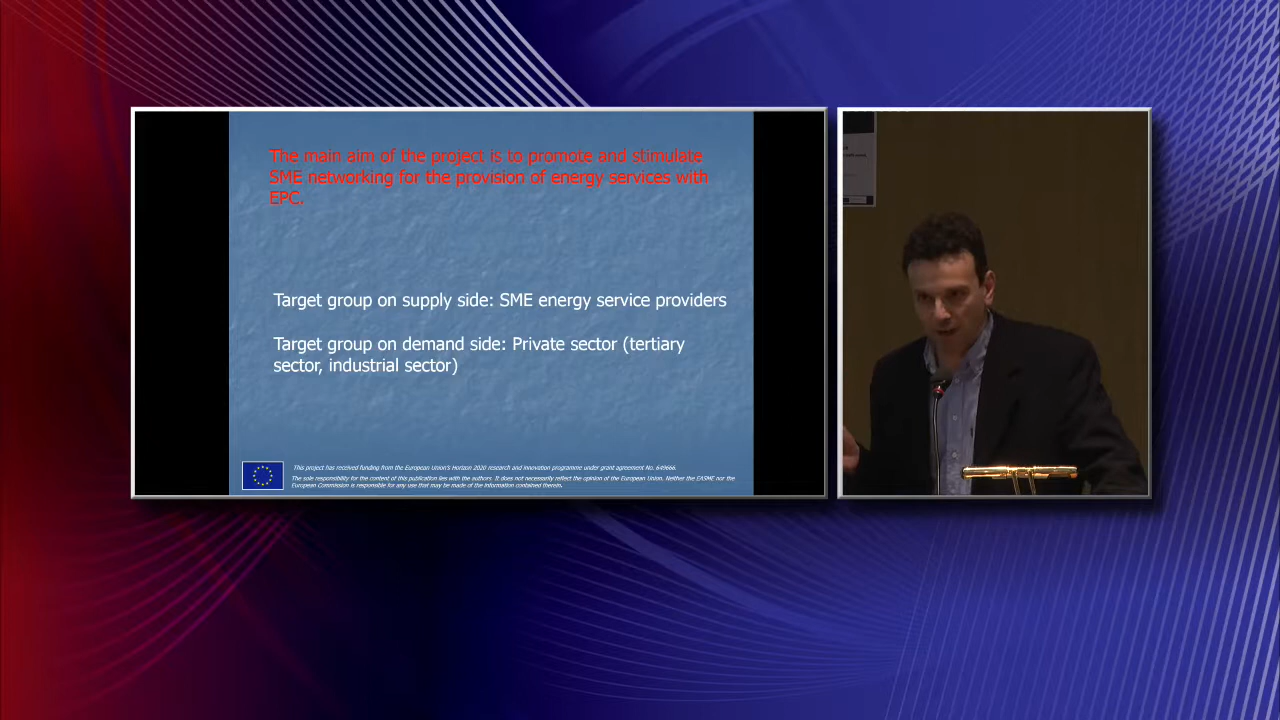 The main aim of the project is to promote and stimulate
SME networking for the provision of energy services with
EPC.
Target group on supply side: SME energy service providers
Target group on demand side: Private sector (tertiary
sector, industrial sector)
This project has received funding from the European Union's Horizon 2020 research and innovation programme under grant agreement No. 649666.
The sole responsibility for the content of this publication lies with the authors. It does not necessarily reflect the opinion of the European Union. Neither the EASME nor the
European Commission is responsible for any use that may be made of the information contained therein.